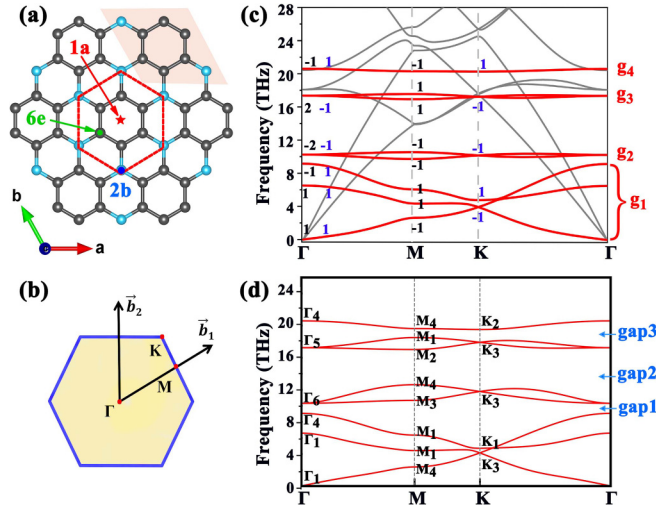 (a)
1a
6e
2b
b
a
(b)
b⃗₂
b⃗₁
K
M
Γ
(c)
Frequency (THz)
28
24
20
16
12
8
4
0
-1 1 -1 1 g₄
1
2 -1 1 -1 g₃
-1
-2 1 1 -1 g₂
-1 1 -1 1
1 1 1
1 1 -1 -1
g₁
Γ M K Γ
(d)
Frequency (THz)
24
20
16
12
8
4
0
Γ₄ M₄ K₂
Γ₅ M₁ K₃
M₂
Γ₆ M₄ K₃
M₃
Γ₄ M₁ K₁
Γ₁ M₁
Γ₁ M₄ K₃
gap3
gap2
gap1
Γ M K Γ